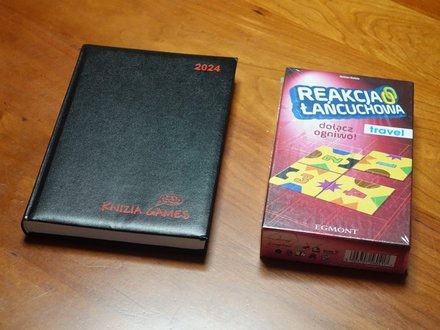 2024
KNIZIA GAMES
REAKCJA
ŁAŃCUCHOWA
dołącz
ogniwo!
travel
EGMONT